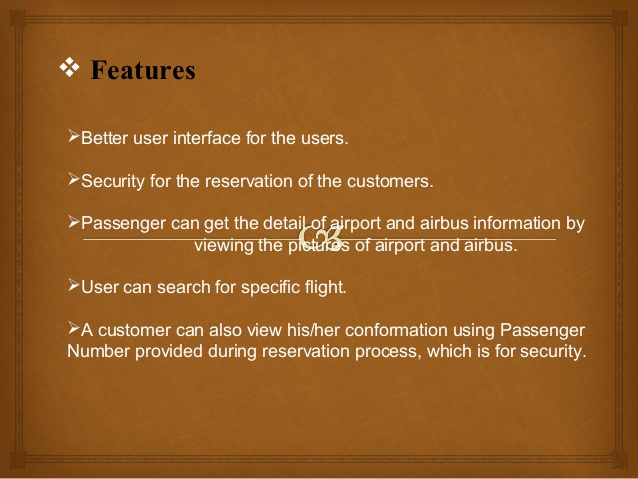 ❖ Features
➢Better user interface for the users.
➢Security for the reservation of the customers.
➢Passenger can get the detail of airport and airbus information by
viewing the pictures of airport and airbus.
➢User can search for specific flight.
➢A customer can also view his/her conformation using Passenger
Number provided during reservation process, which is for security.